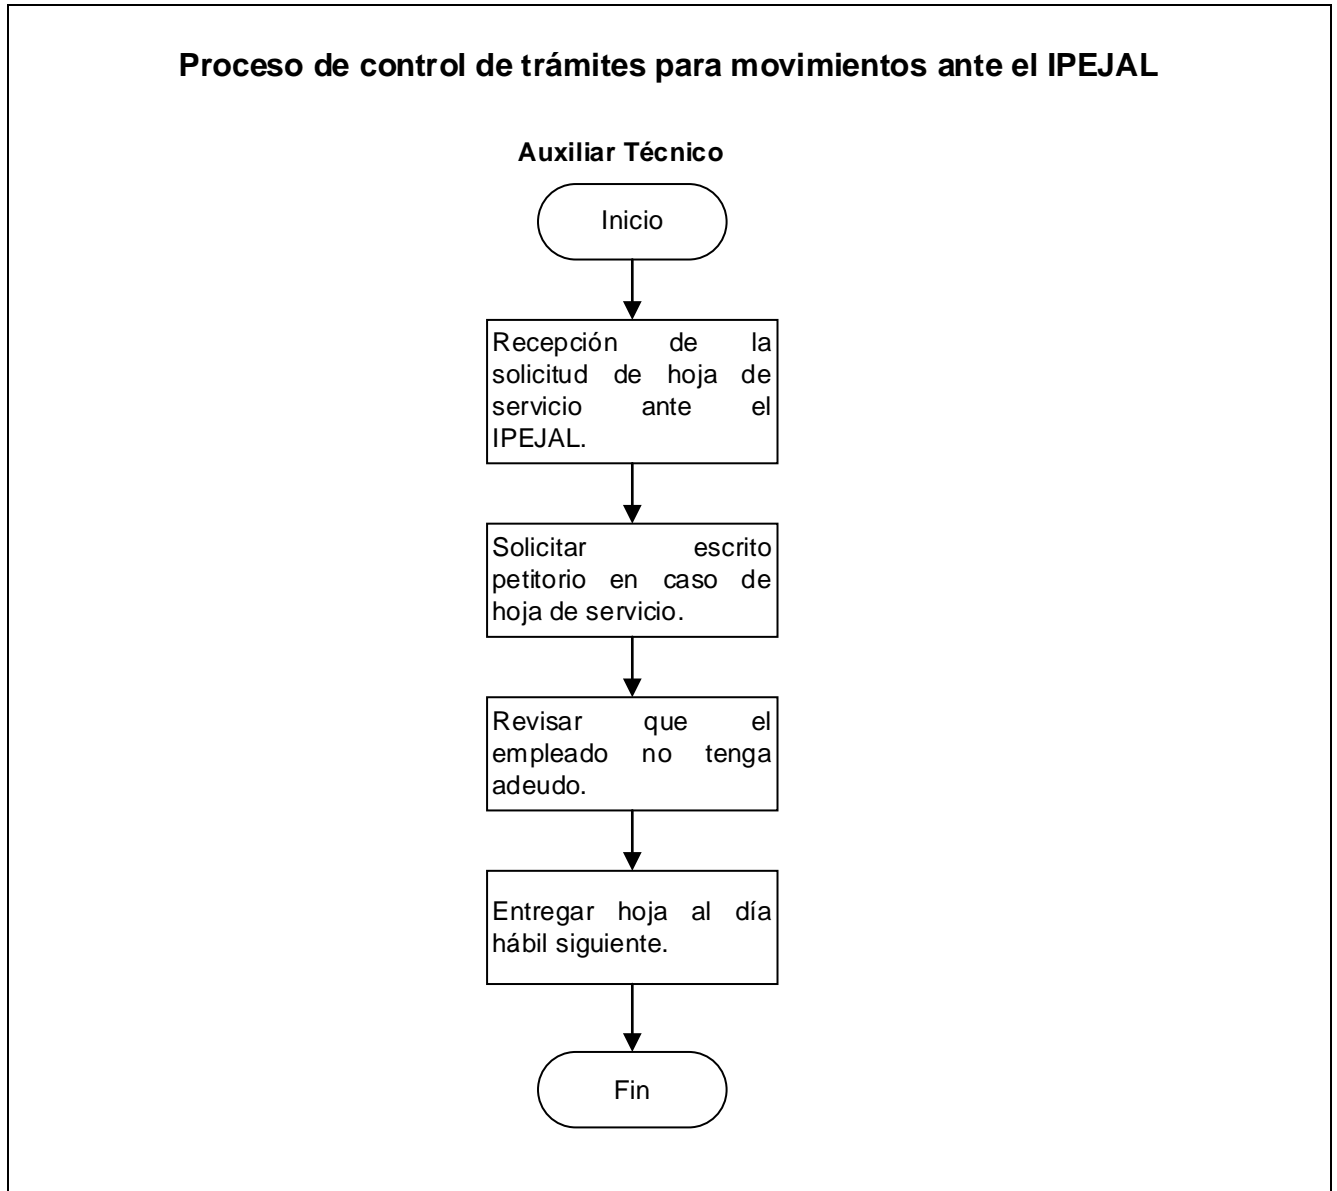 Proceso de control de trámites para movimientos ante el IPEJAL
Auxiliar Técnico
Inicio
Recepción de la
solicitud de hoja de
servicio ante el
IPEJAL.
Solicitar escrito
petitorio en caso de
hoja de servicio.
Revisar que el
empleado no tenga
adeudo.
Entregar hoja al día
hábil siguiente.
Fin